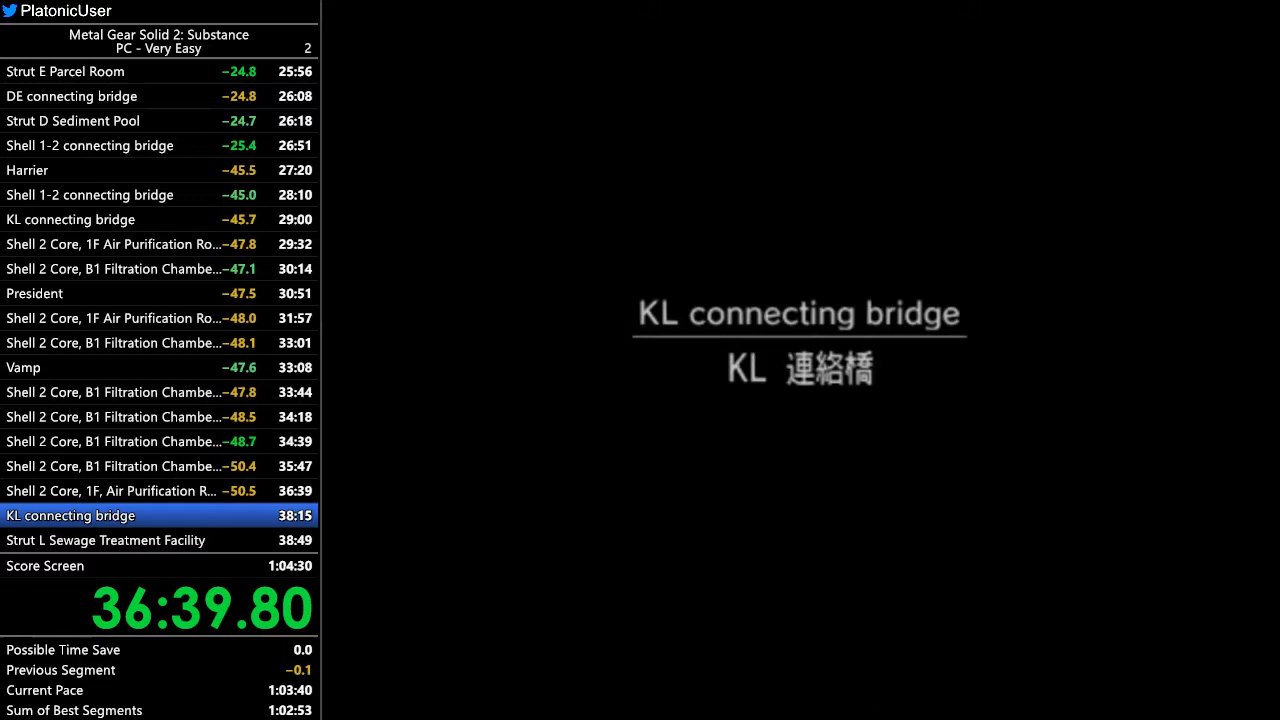 PlatonicUser
Metal Gear Solid 2: Substance
PC - Very Easy 2
Strut E Parcel Room −24.8 25:56
DE connecting bridge −24.8 26:08
Strut D Sediment Pool −24.7 26:18
Shell 1-2 connecting bridge −25.4 26:51
Harrier −45.5 27:20
Shell 1-2 connecting bridge −45.0 28:10
KL connecting bridge −45.7 29:00
Shell 2 Core, 1F Air Purification Ro... −47.8 29:32
Shell 2 Core, B1 Filtration Chambe... −47.1 30:14
President −47.5 30:51
Shell 2 Core, 1F Air Purification Ro... −48.0 31:57
Shell 2 Core, B1 Filtration Chambe... −48.1 33:01
Vamp −47.6 33:08
Shell 2 Core, B1 Filtration Chambe... −47.8 33:44
Shell 2 Core, B1 Filtration Chambe... −48.5 34:18
Shell 2 Core, B1 Filtration Chambe... −48.7 34:39
Shell 2 Core, B1 Filtration Chambe... −50.4 35:47
Shell 2 Core, 1F, Air Purification R... −50.5 36:39
KL connecting bridge 38:15
Strut L Sewage Treatment Facility 38:49
Score Screen 1:04:30
36:39.80
Possible Time Save 0.0
Previous Segment −0.1
Current Pace 1:03:40
Sum of Best Segments 1:02:53
KL connecting bridge
KL 連絡橋